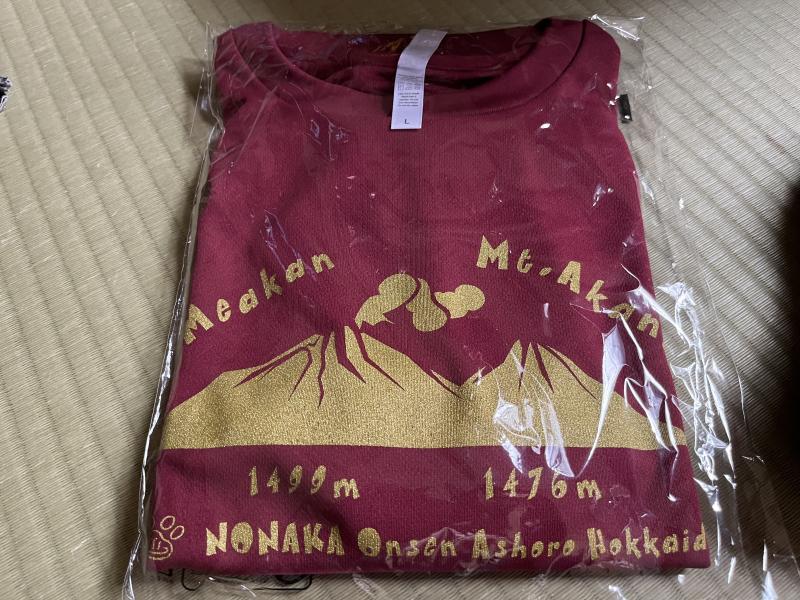 L
Meakan
Mt. Akan
1499m
1476m
NONAKA Onsen Ashoro Hokkaid